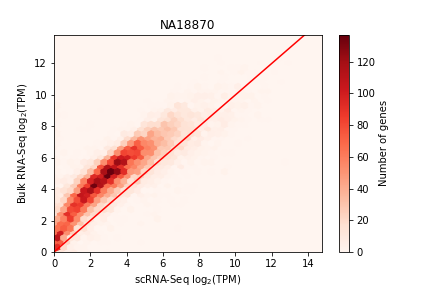 NA18870
Bulk RNA-Seq log₂(TPM)
12
10
8
6
4
2
0
0 2 4 6 8 10 12 14
scRNA-Seq log₂(TPM)
120
100
80
60
40
20
0
Number of genes